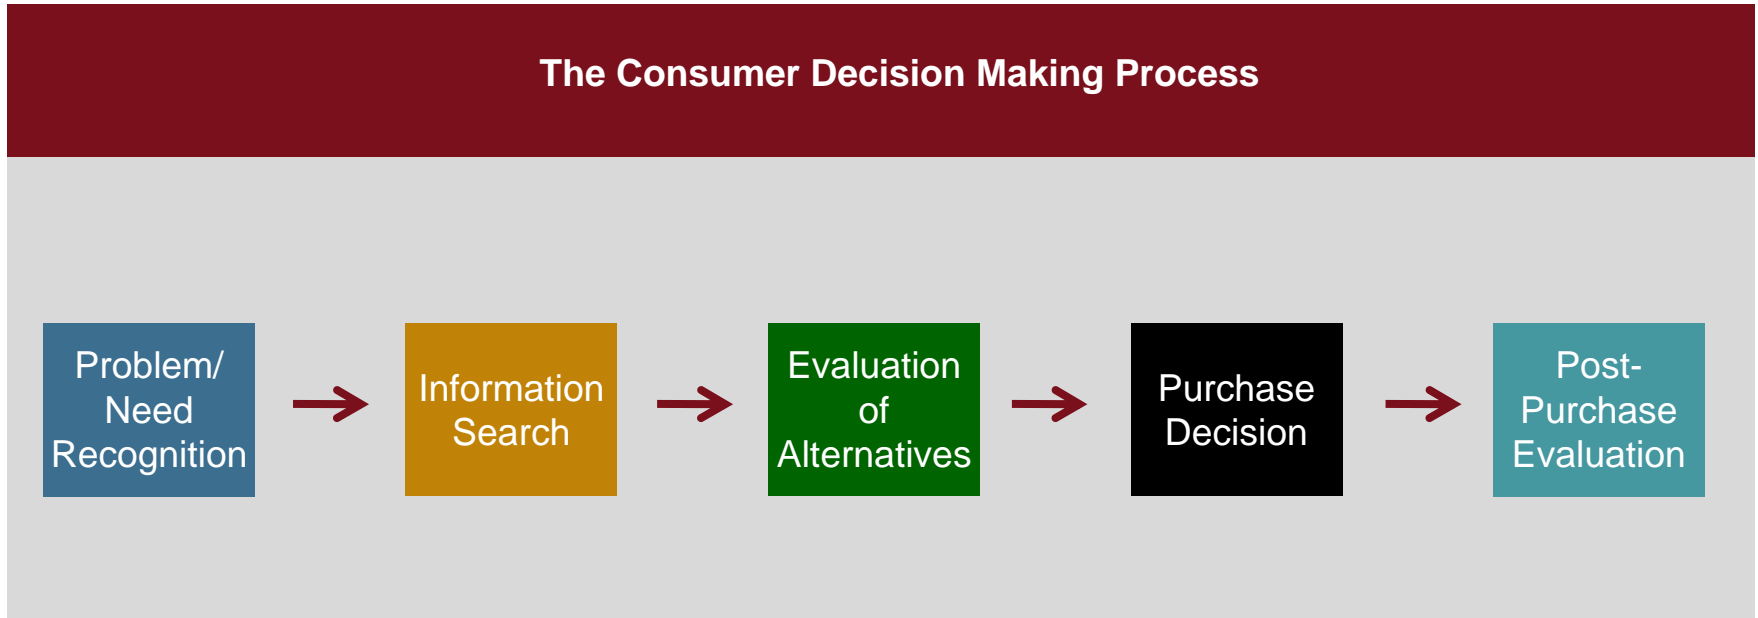 The Consumer Decision Making Process
Problem/
Need
Recognition
Information
Search
Evaluation
of
Alternatives
Purchase
Decision
Post-
Purchase
Evaluation